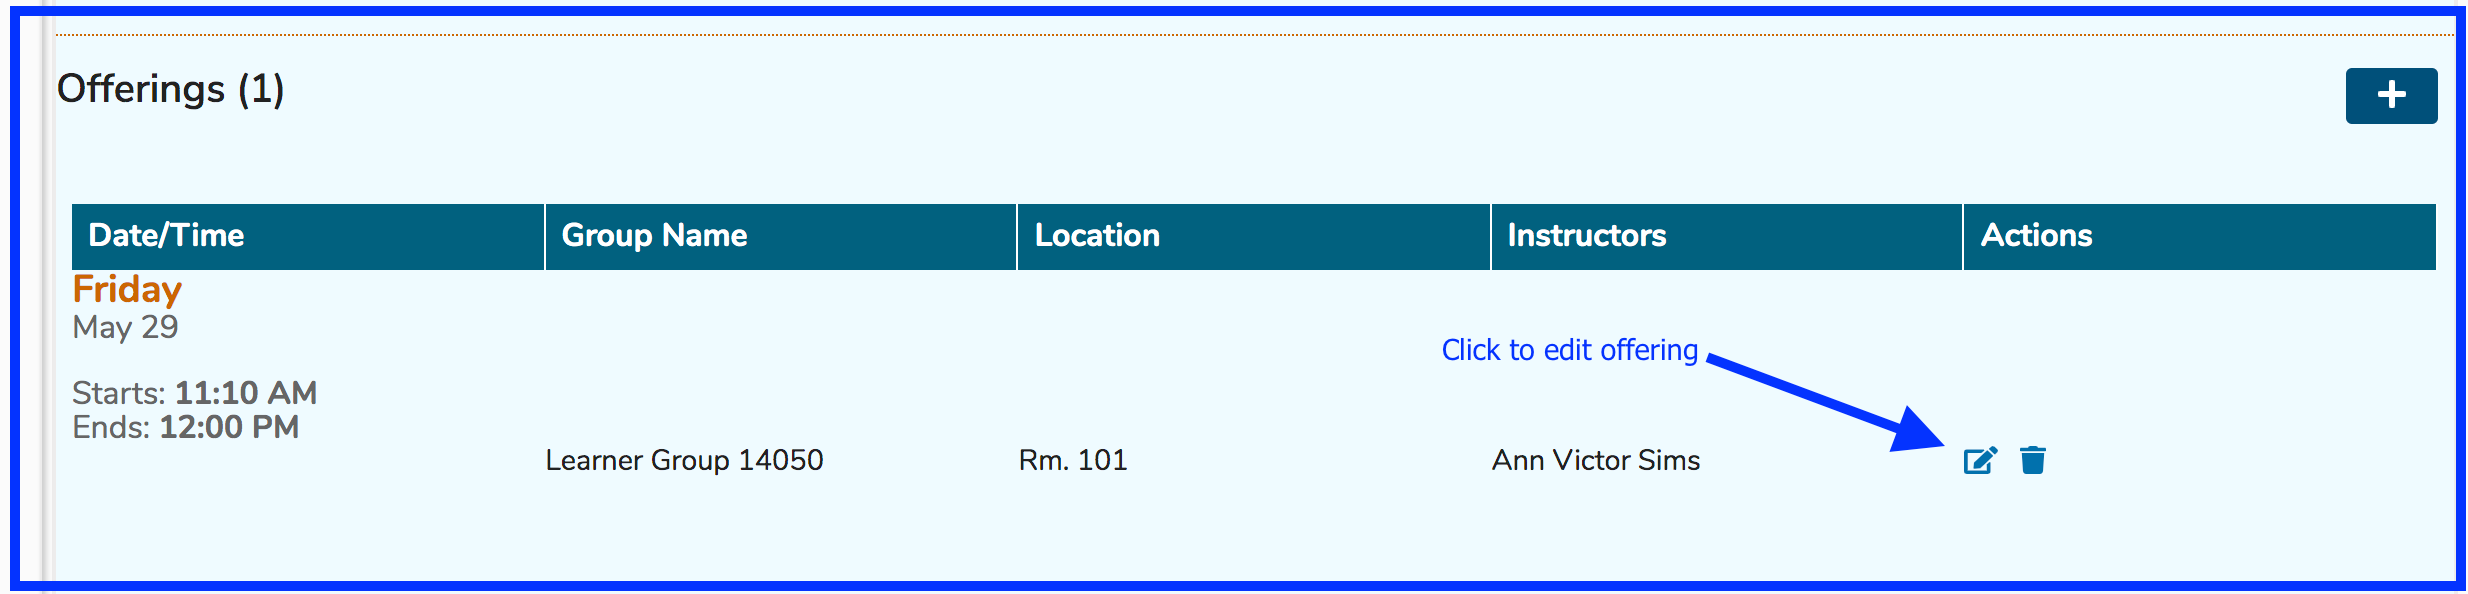 Offerings (1)
Date/Time Group Name Location Instructors Actions
Friday
May 29
Click to edit offering
Starts: 11:10 AM
Ends: 12:00 PM
Learner Group 14050 Rm. 101 Ann Victor Sims